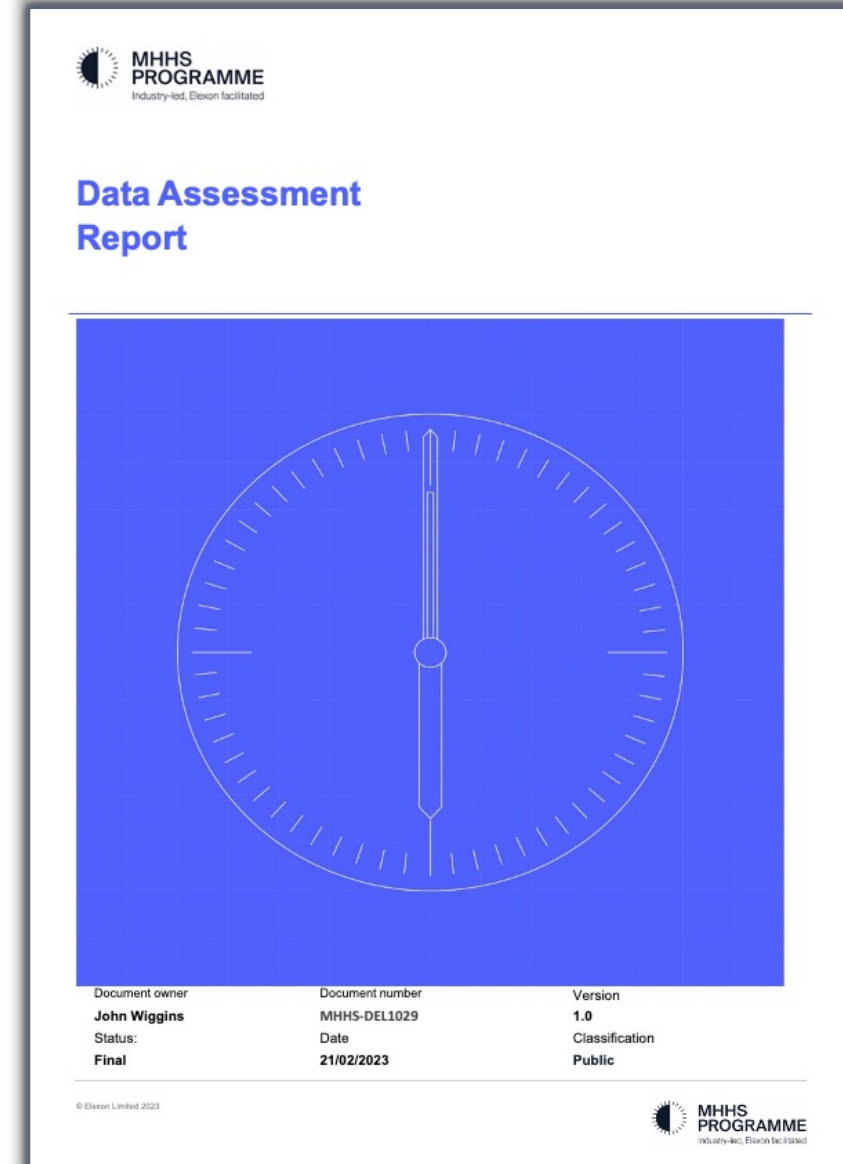 MHHS
PROGRAMME
Industry-led, Elexon facilitated
Data Assessment
Report
Document owner
Document number
Version
John Wiggins
MHHS-DEL1029
1.0
Status:
Date
Classification
Final
21/02/2023
Public
© Elexon Limited 2023
MHHS
PROGRAMME
Industry-led, Elexon facilitated